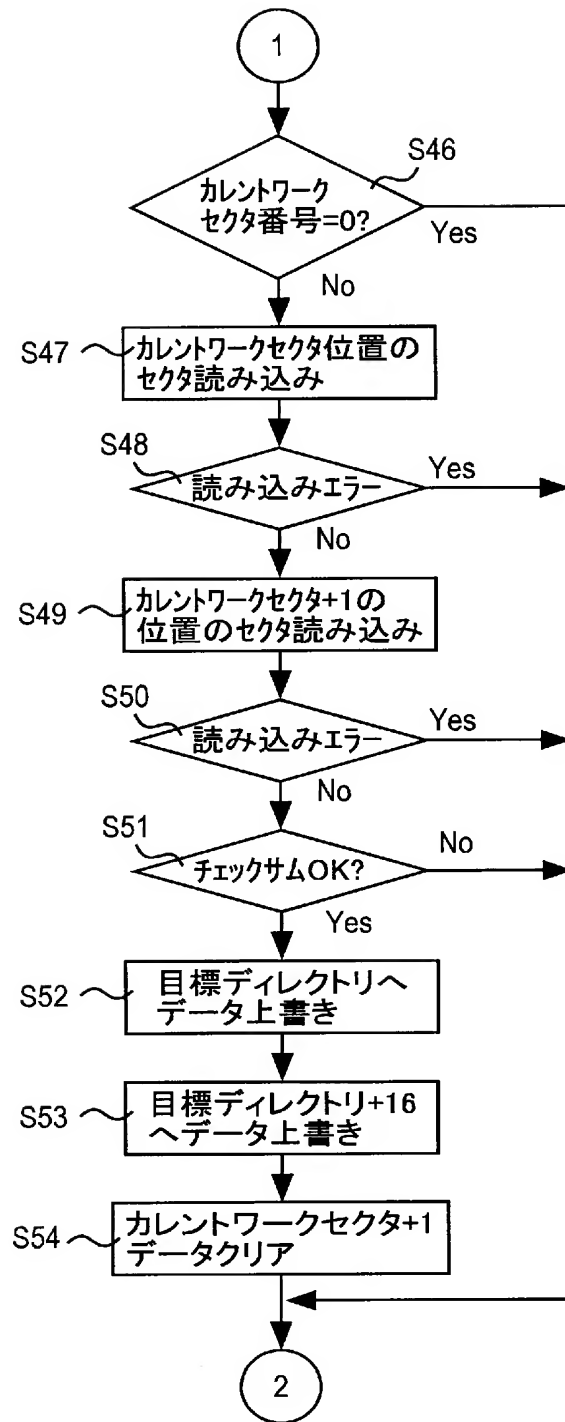 1
S46
カレントワーク
セクタ番号=0?
Yes
No
S47
カレントワークセクタ位置の
セクタ読み込み
S48
読み込みエラー
Yes
No
S49
カレントワークセクタ+1の
位置のセクタ読み込み
S50
読み込みエラー
Yes
No
S51
チェックサムOK?
No
Yes
S52
目標ディレクトリへ
データ上書き
S53
目標ディレクトリ+16
へデータ上書き
S54
カレントワークセクタ+1
データクリア
2